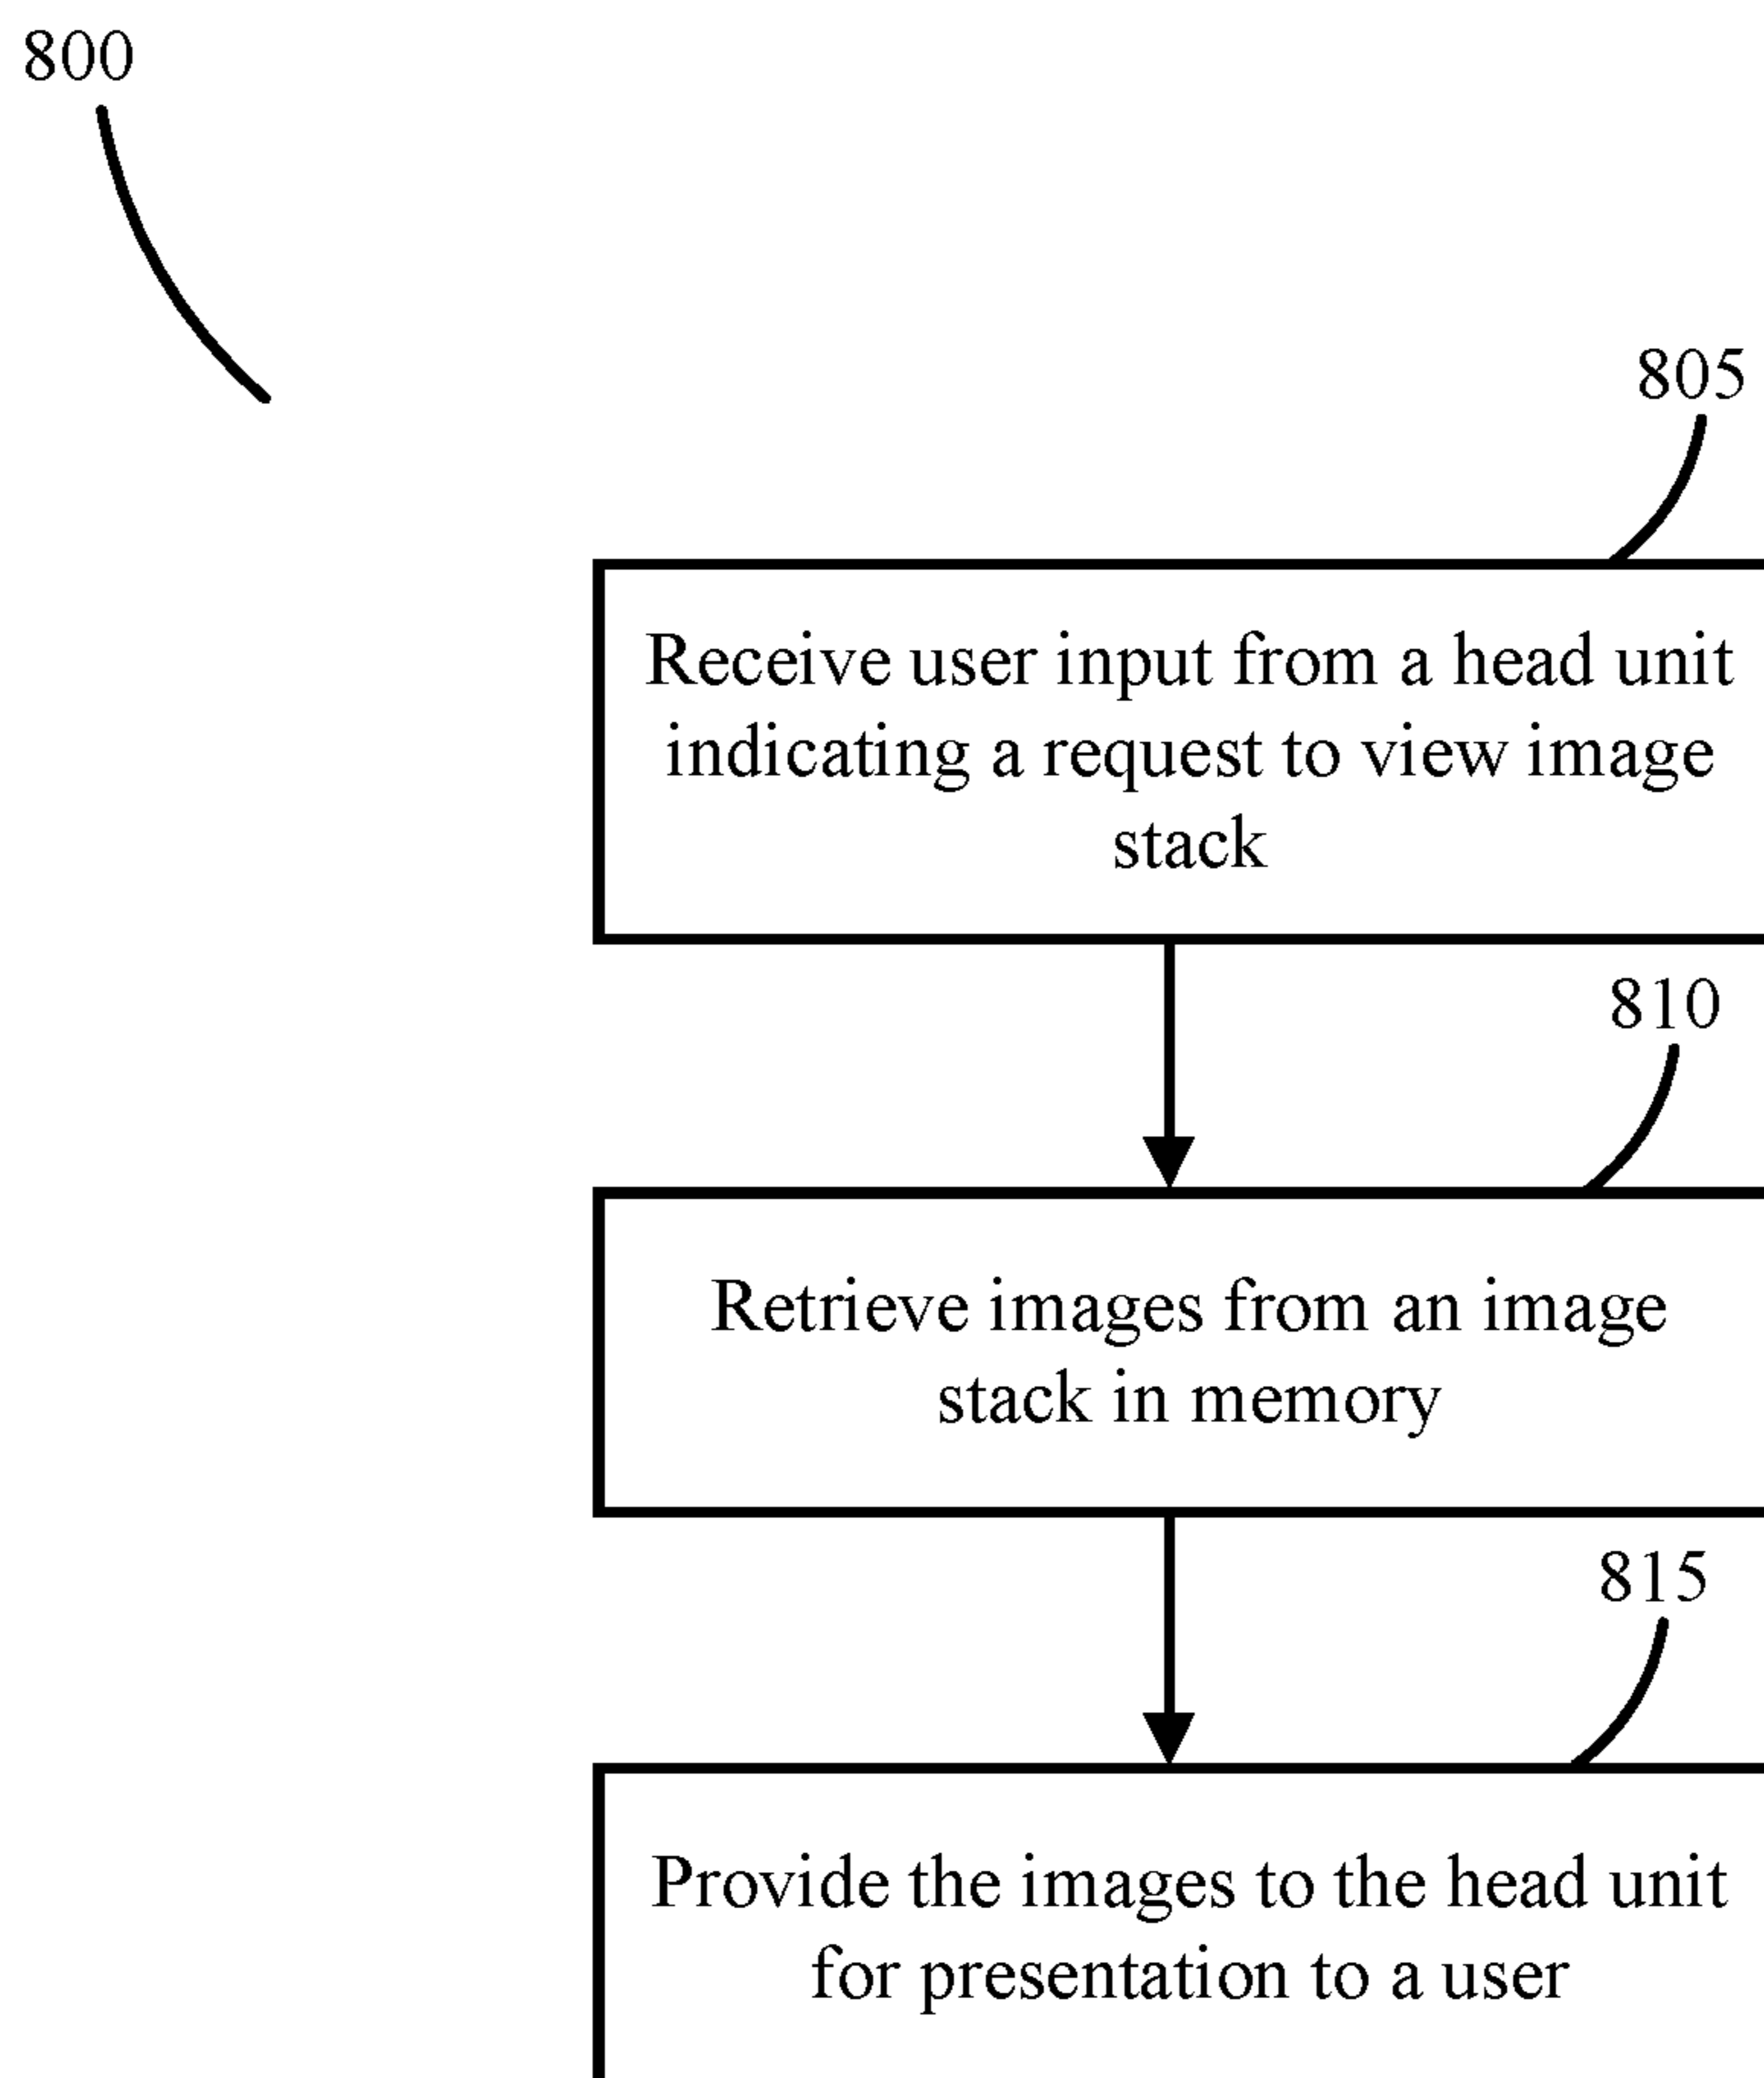 800
805
Receive user input from a head unit
indicating a request to view image
stack
810
Retrieve images from an image
stack in memory
815
Provide the images to the head unit
for presentation to a user